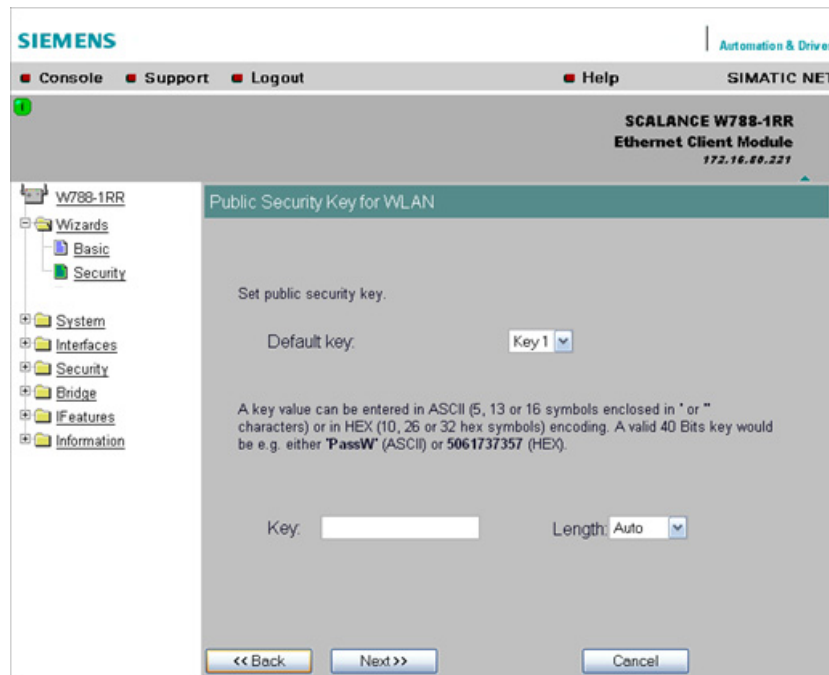 SIEMENS
Automation & Drive
Console Support Logout Help SIMATIC NET
SCALANCE W788-1RR
Ethernet Client Module
172.16.80.221
W788-1RR
Wizards
Basic
Security
System
Interfaces
Security
Bridge
IFeatures
Information
Public Security Key for WLAN
Set public security key.
Default key: Key 1
A key value can be entered in ASCII (5, 13 or 16 symbols enclosed in ' or "
characters) or in HEX (10, 26 or 32 hex symbols) encoding. A valid 40 Bits key would
be e.g. either 'PassW' (ASCII) or 5061737357 (HEX).
Key: Length: Auto
<< Back Next >> Cancel